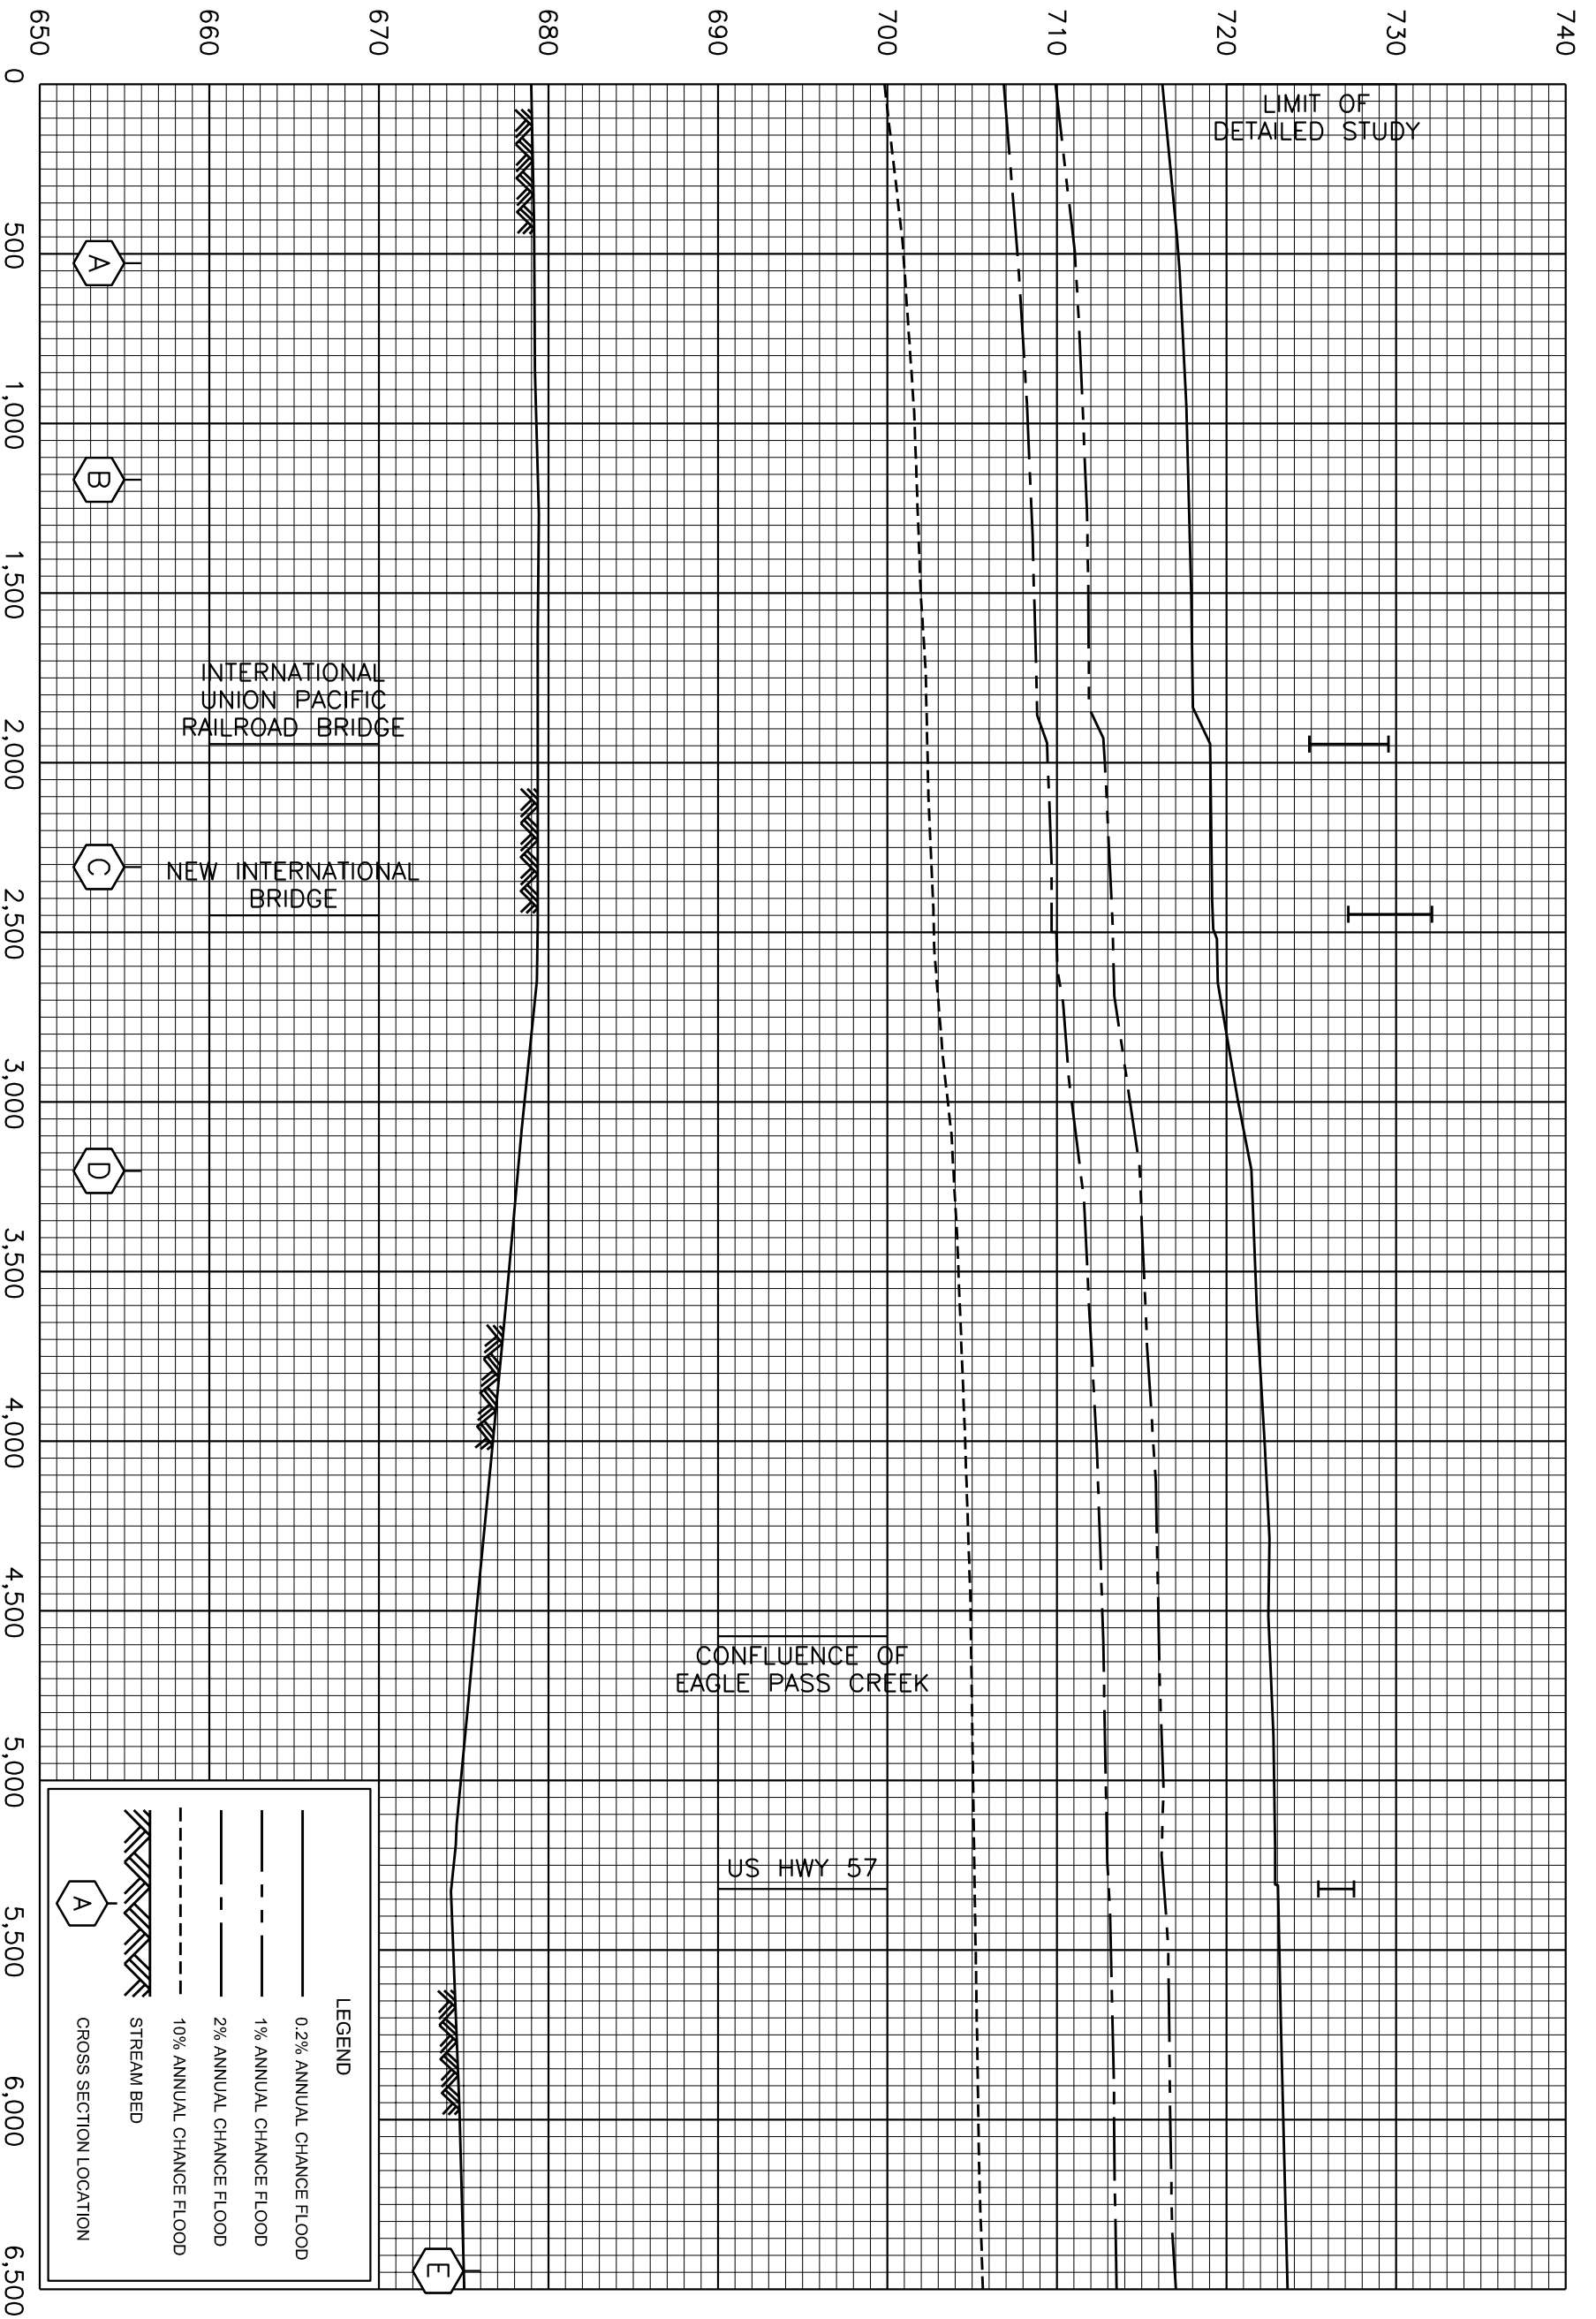 740
730
720
710
700
690
680
670
660
650
0
500
1,000
1,500
2,000
2,500
3,000
3,500
4,000
4,500
5,000
5,500
6,000
6,500
LIMIT OF
DETAILED STUDY
INTERNATIONAL
UNION PACIFIC
RAILROAD BRIDGE
NEW INTERNATIONAL
BRIDGE
CONFLUENCE OF
EAGLE PASS CREEK
US HWY 57
A
B
C
D
E
LEGEND
0.2% ANNUAL CHANCE FLOOD
1% ANNUAL CHANCE FLOOD
2% ANNUAL CHANCE FLOOD
10% ANNUAL CHANCE FLOOD
STREAM BED
A
CROSS SECTION LOCATION